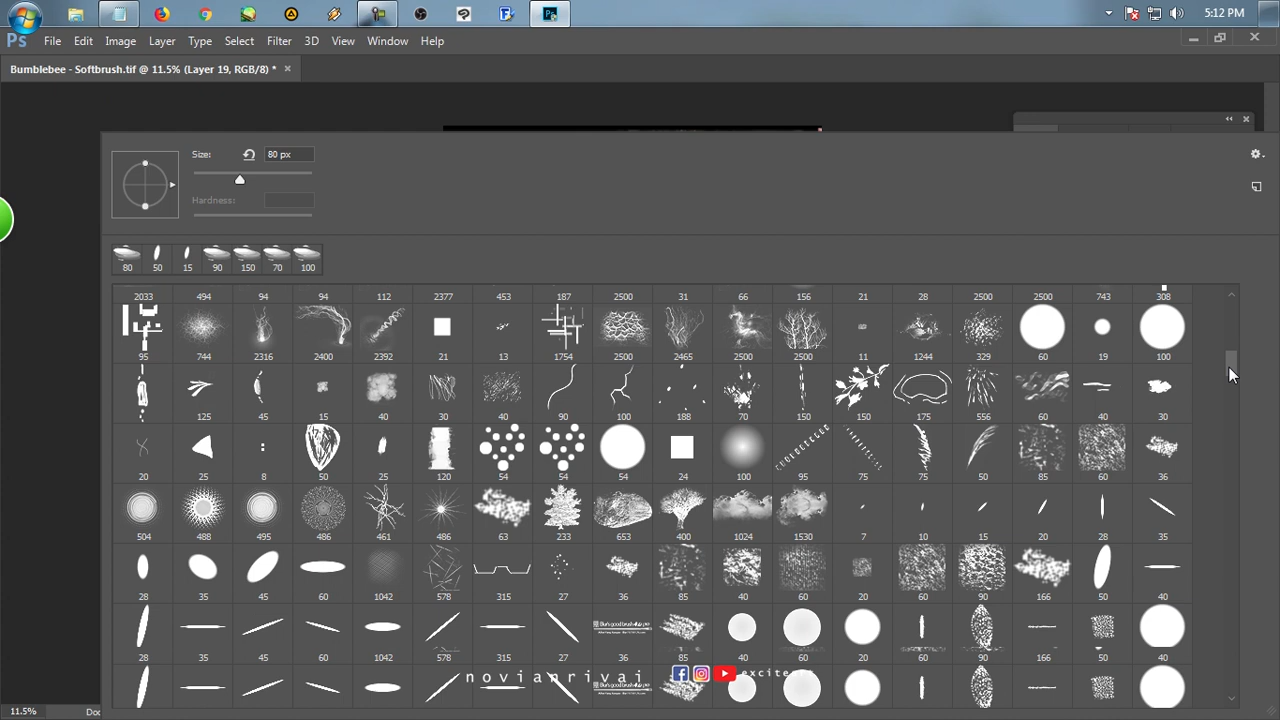 5:12 PM
Ps File Edit Image Layer Type Select Filter 3D View Window Help
Bumblebee - Softbrush.tif @ 11.5% (Layer 19, RGB/8) *
Size: 80 px
Hardness:
80 50 15 90 150 70 100
2033 494 94 94 112 2377 453 187 2500 31 66 156 21 28 2500 2500 743 308
95 744 2316 2400 2392 21 13 1754 2500 2465 2500 2500 11 1244 329 60 19 100
125 45 15 40 30 40 90 100 188 70 150 150 175 556 60 40 30
20 25 8 50 25 120 54 54 54 24 100 95 75 75 50 85 60 36
504 488 495 486 461 486 63 233 653 400 1024 1530 7 10 15 20 28 35
28 35 45 60 1042 578 315 27 36 85 40 60 20 60 90 166 50 30
28 35 45 60 1042 578 315 27 36 85 40 60 20 60 90 166 50 40
novianrivai
11.5% Doc